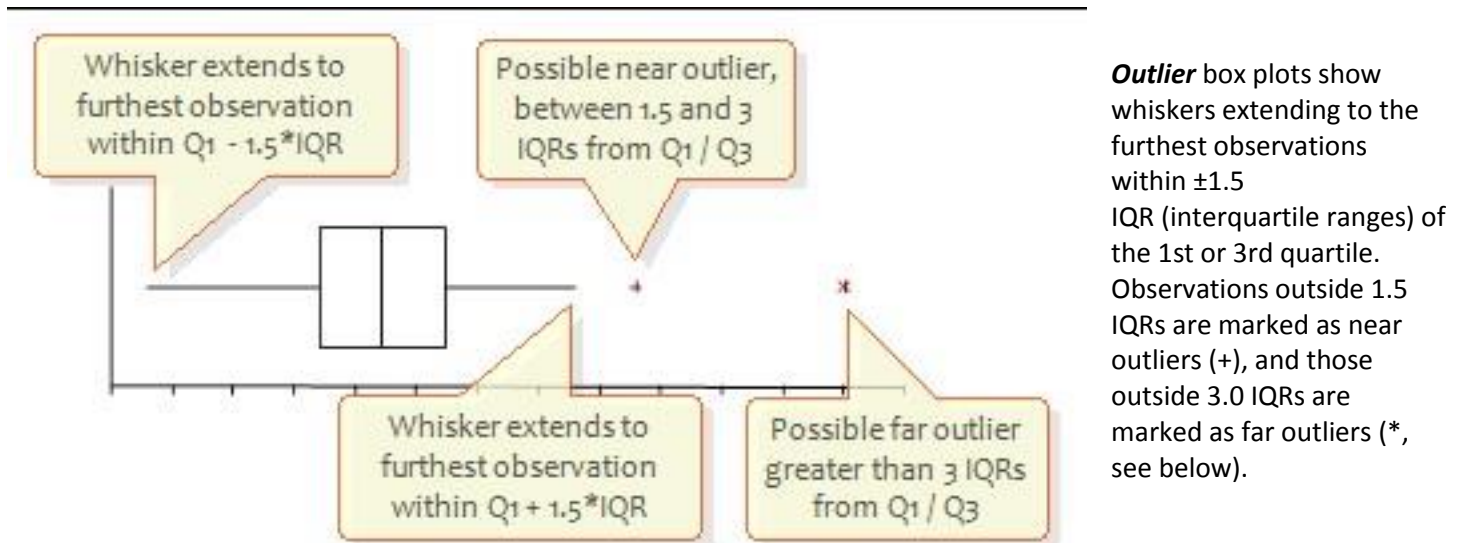 Whisker extends to
furthest observation
within Q1 - 1.5*IQR
Possible near outlier,
between 1.5 and 3
IQRs from Q1 / Q3
+
*
Whisker extends to
furthest observation
within Q1 + 1.5*IQR
Possible far outlier
greater than 3 IQRs
from Q1 / Q3
Outlier box plots show
whiskers extending to the
furthest observations
within ±1.5
IQR (interquartile ranges) of
the 1st or 3rd quartile.
Observations outside 1.5
IQRs are marked as near
outliers (+), and those
outside 3.0 IQRs are
marked as far outliers (*,
see below).